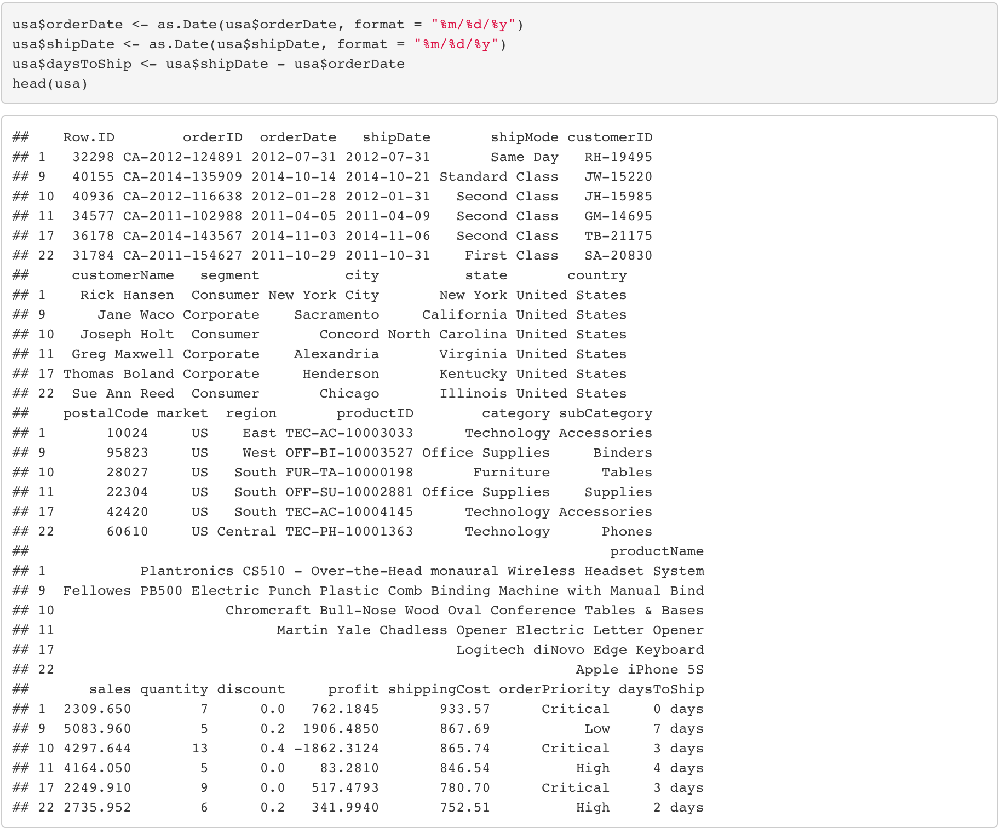 usa$orderDate <- as.Date(usa$orderDate, format = "%m/%d/%y")
usa$shipDate <- as.Date(usa$shipDate, format = "%m/%d/%y")
usa$daysToShip <- usa$shipDate - usa$orderDate
head(usa)
##    Row.ID        orderID  orderDate   shipDate       shipMode customerID
## 1   32298 CA-2012-124891 2012-07-31 2012-07-31       Same Day   RH-19495
## 9   40155 CA-2014-135909 2014-10-14 2014-10-21 Standard Class   JW-15220
## 10  40936 CA-2012-116638 2012-01-28 2012-01-31   Second Class   JH-15985
## 11  34577 CA-2011-102988 2011-04-05 2011-04-09   Second Class   GM-14695
## 17  36178 CA-2014-143567 2014-11-03 2014-11-06   Second Class   TB-21175
## 22  31784 CA-2011-154627 2011-10-29 2011-10-31    First Class   SA-20830
##     customerName   segment          city          state       country
## 1    Rick Hansen  Consumer New York City       New York United States
## 9      Jane Waco Corporate    Sacramento     California United States
## 10   Joseph Holt  Consumer       Concord North Carolina United States
## 11  Greg Maxwell Corporate    Alexandria       Virginia United States
## 17 Thomas Boland Corporate     Henderson       Kentucky United States
## 22  Sue Ann Reed  Consumer       Chicago       Illinois United States
##    postalCode market  region       productID        category subCategory
## 1       10024     US    East TEC-AC-10003033      Technology Accessories
## 9       95823     US    West OFF-BI-10003527 Office Supplies     Binders
## 10      28027     US   South FUR-TA-10000198       Furniture      Tables
## 11      22304     US   South OFF-SU-10002881 Office Supplies    Supplies
## 17      42420     US   South TEC-AC-10004145      Technology Accessories
## 22      60610     US Central TEC-PH-10001363      Technology      Phones
##                                                                    productName
## 1           Plantronics CS510 - Over-the-Head monaural Wireless Headset System
## 9  Fellowes PB500 Electric Punch Plastic Comb Binding Machine with Manual Bind
## 10                    Chromcraft Bull-Nose Wood Oval Conference Tables & Bases
## 11                          Martin Yale Chadless Opener Electric Letter Opener
## 17                                               Logitech diNovo Edge Keyboard
## 22                                                             Apple iPhone 5S
##       sales quantity discount     profit shippingCost orderPriority daysToShip
## 1  2309.650        7      0.0   762.1845       933.57      Critical     0 days
## 9  5083.960        5      0.2  1906.4850       867.69           Low     7 days
## 10 4297.644       13      0.4 -1862.3124       865.74      Critical     3 days
## 11 4164.050        5      0.0    83.2810       846.54          High     4 days
## 17 2249.910        9      0.0   517.4793       780.70      Critical     3 days
## 22 2735.952        6      0.2   341.9940       752.51          High     2 days